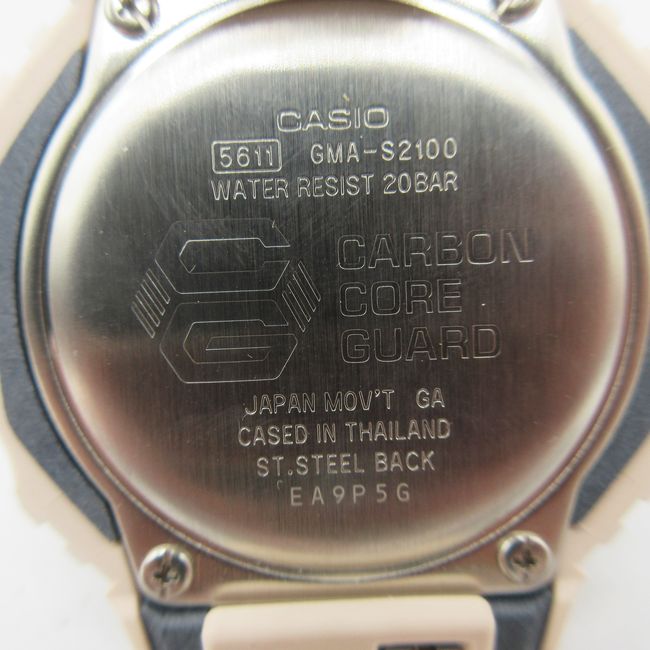 CASIO
5611 GMA-S2100
WATER RESIST 20BAR
CARBON
CORE
GUARD
JAPAN MOV'T GA
CASED IN THAILAND
ST.STEEL BACK
EA9P5G